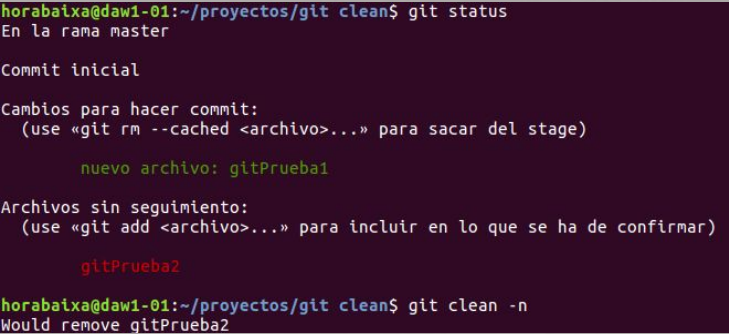 horabaixa@daw1-01:~/proyectos/git clean$ git status
En la rama master
Commit inicial
Cambios para hacer commit:
(use «git rm --cached <archivo>...» para sacar del stage)
nuevo archivo: gitPrueba1
Archivos sin seguimiento:
(use «git add <archivo>...» para incluir en lo que se ha de confirmar)
gitPrueba2
horabaixa@daw1-01:~/proyectos/git clean$ git clean -n
Would remove gitPrueba2